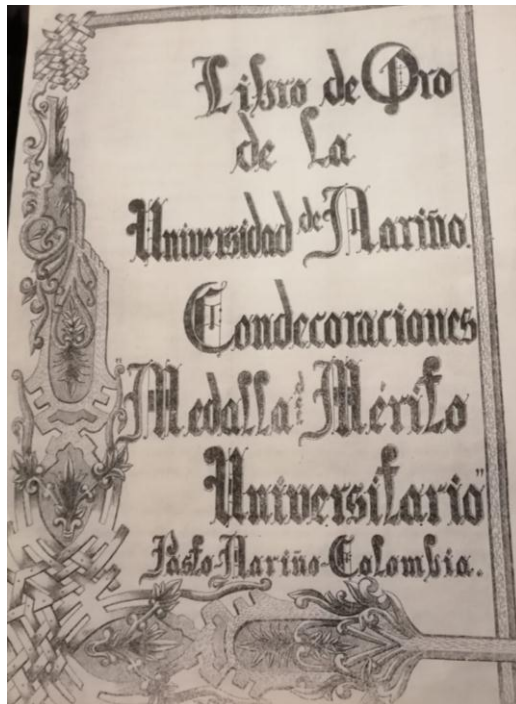 Libro de Oro
de La
Universidad de Nariño.
Condecoraciones
"Medalla al Mérito
Universitario"
Pasto-Nariño-Colombia.